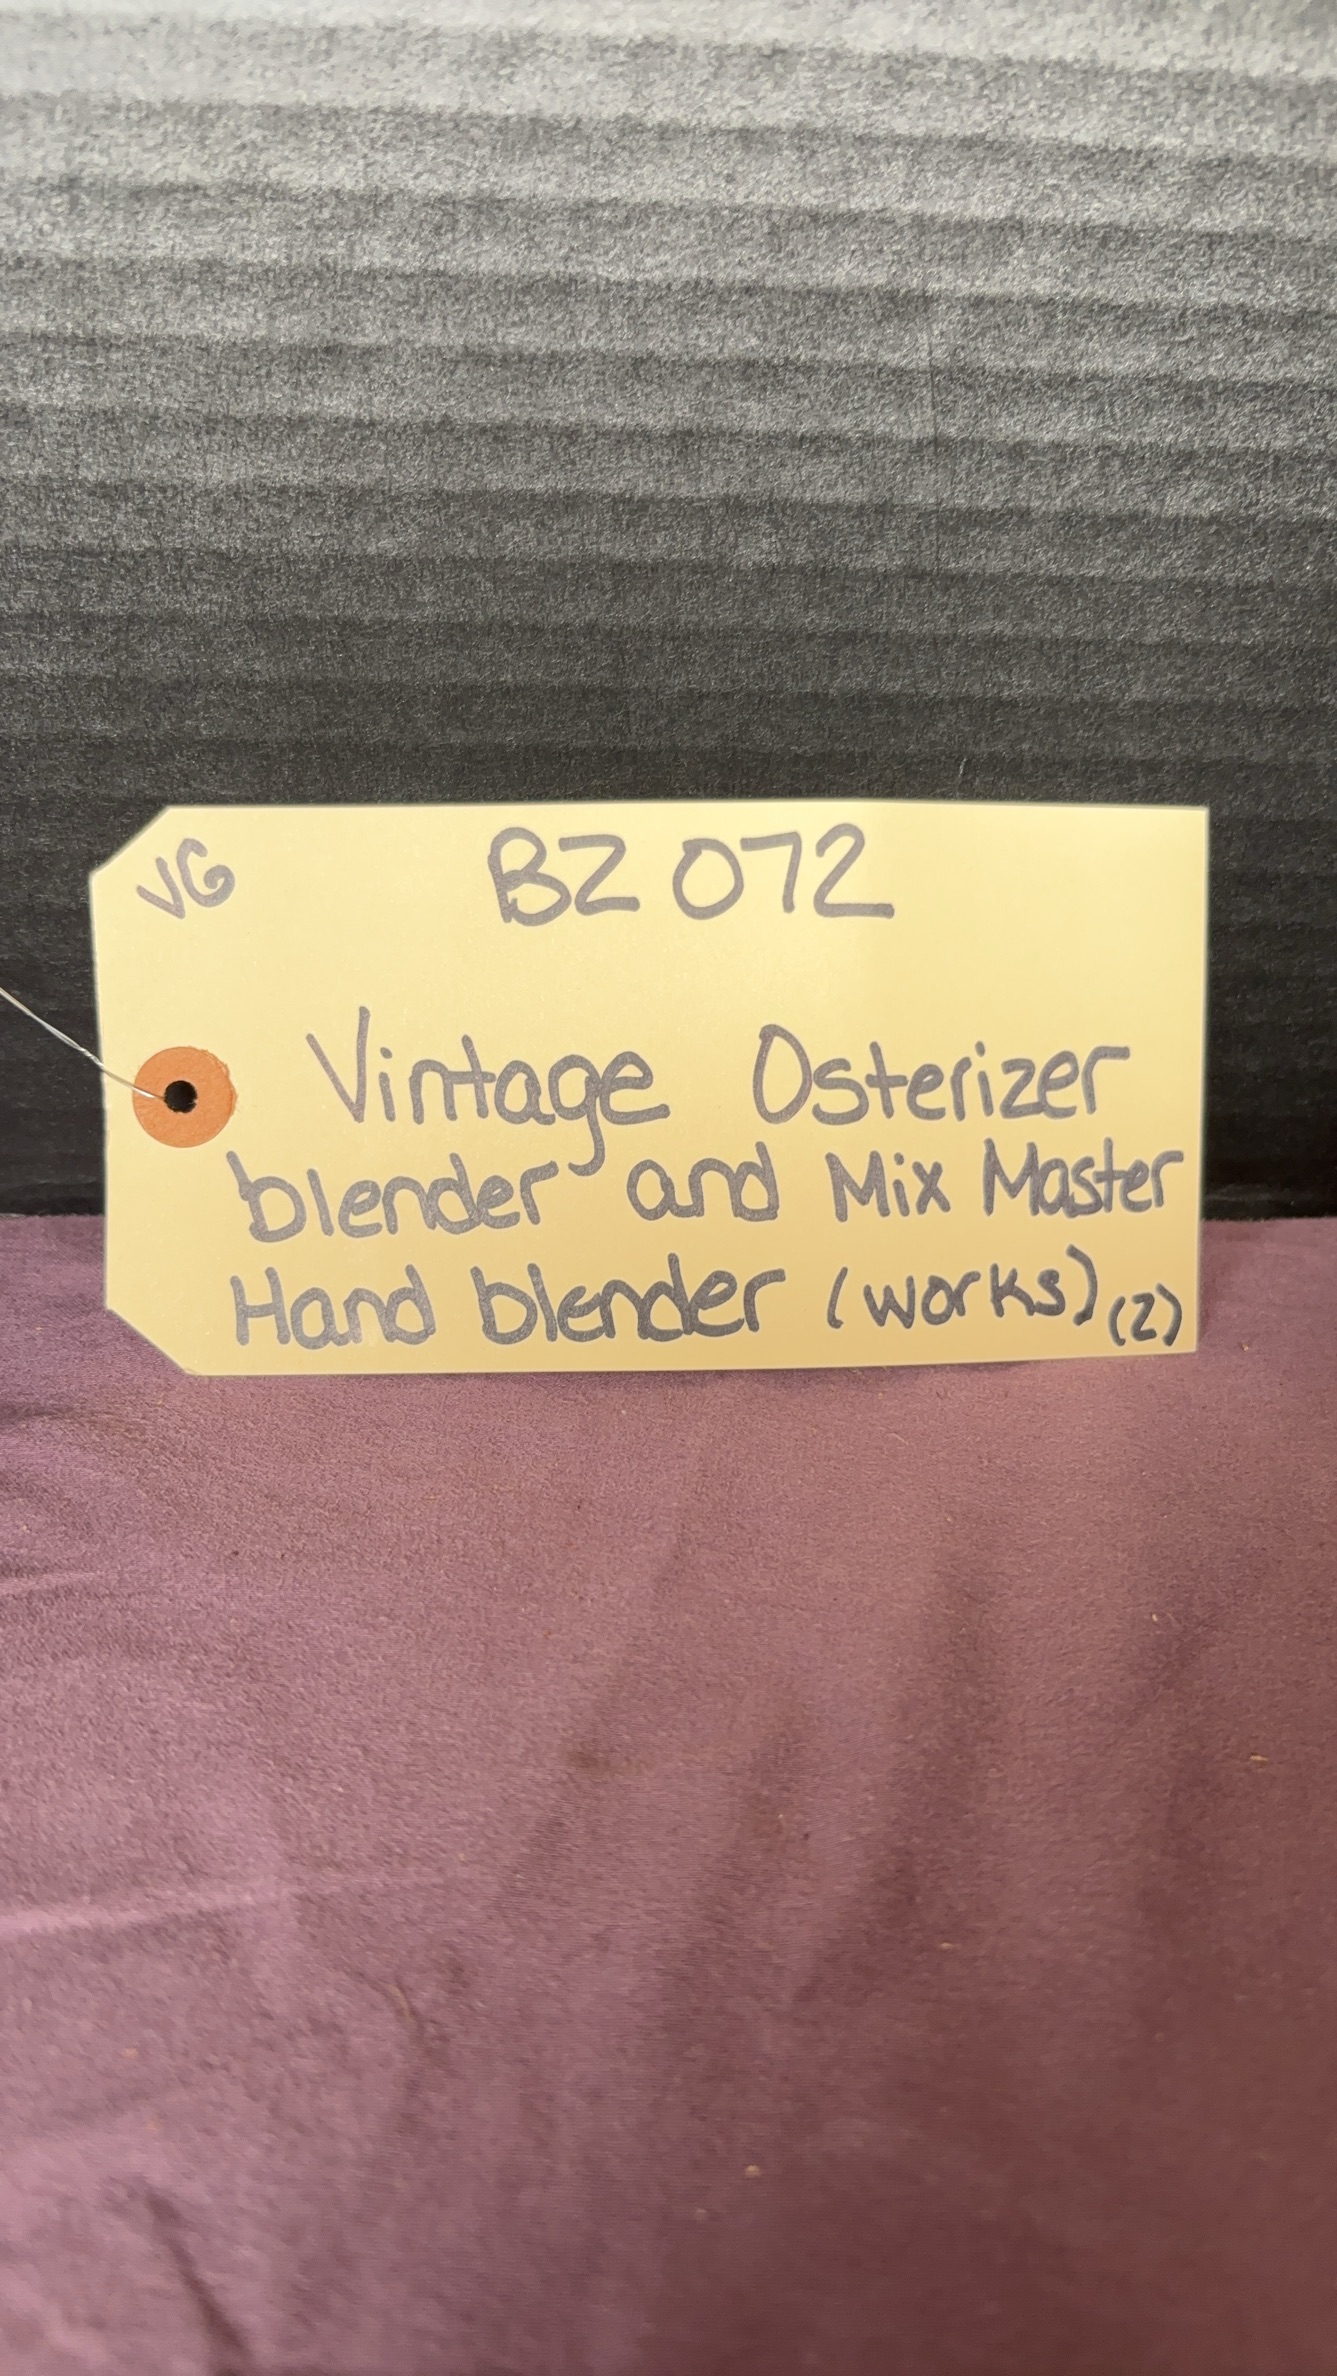 VG
BZ 072
Vintage Osterizer
blender and Mix Master
Hand blender (works) (2)